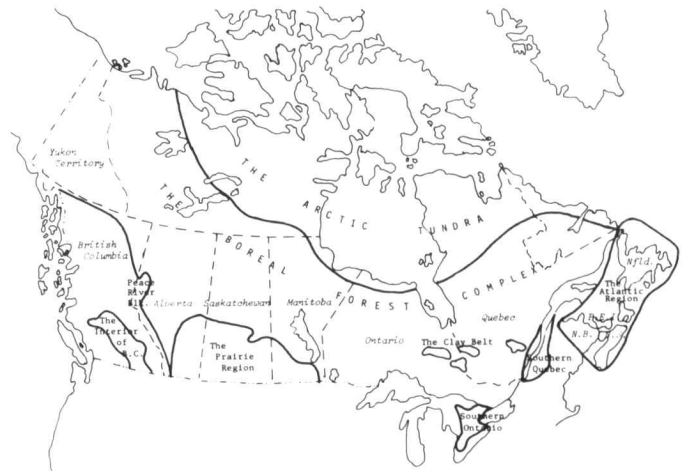 Yukon
Territory
THE ARCTIC TUNDRA
THE BOREAL FOREST COMPLEX
British
Columbia
Peace
River
Alberta
Saskatchewan
Manitoba
Ontario
Quebec
Nfld.
The
Atlantic
Region
P.E.I.
N.B.
The
Interior
of
B.C.
The
Prairie
Region
The Clay Belt
Southern
Quebec
Southern
Ontario